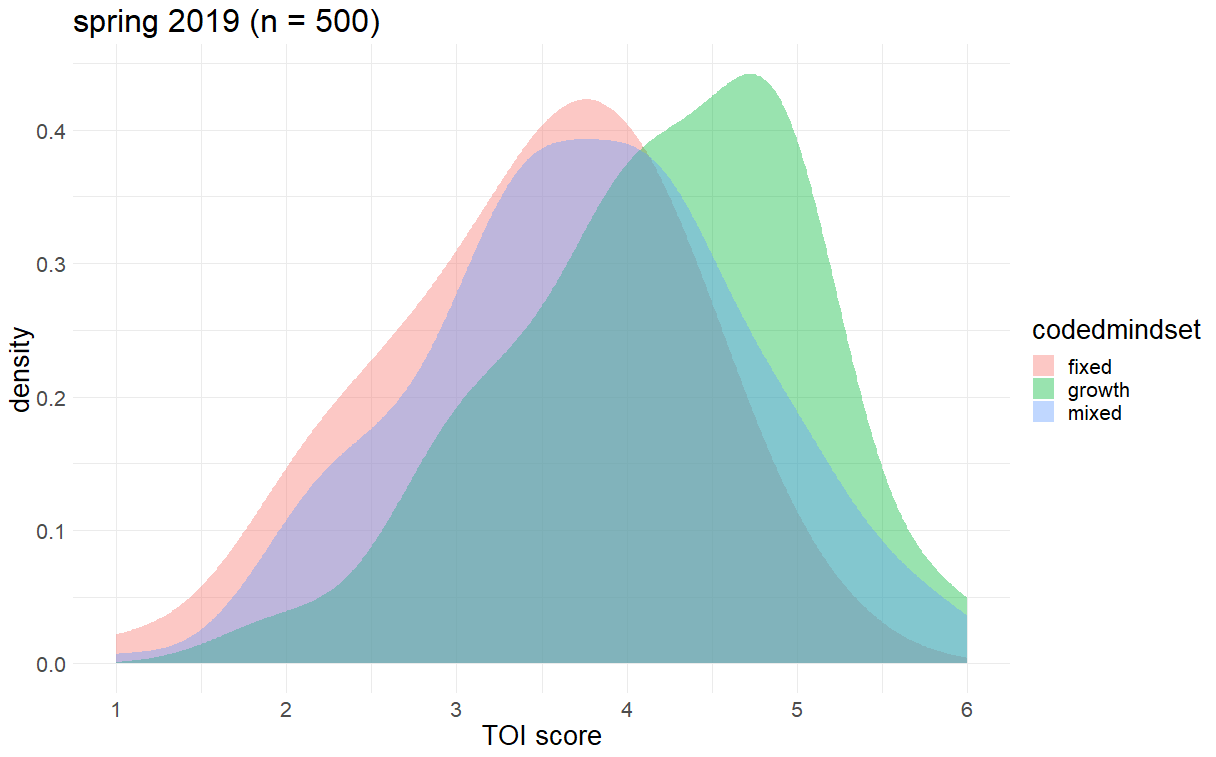 spring 2019 (n = 500)
density
0.4
0.3
0.2
0.1
0.0
1 2 3 4 5 6
TOI score
codedmindset
fixed
growth
mixed